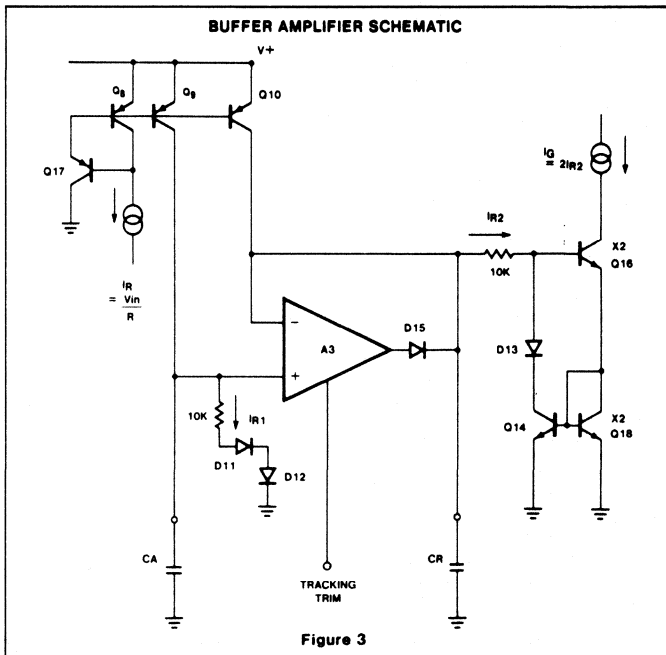 BUFFER AMPLIFIER SCHEMATIC
V+
Q8
Q9
Q10
Q17
IG
= 2IR2
IR2
X2
Q16
10K
IR
= Vin
R
D15
A3
D13
10K
IR1
Q14
X2
Q18
D11
D12
CA
CR
TRACKING
TRIM
Figure 3